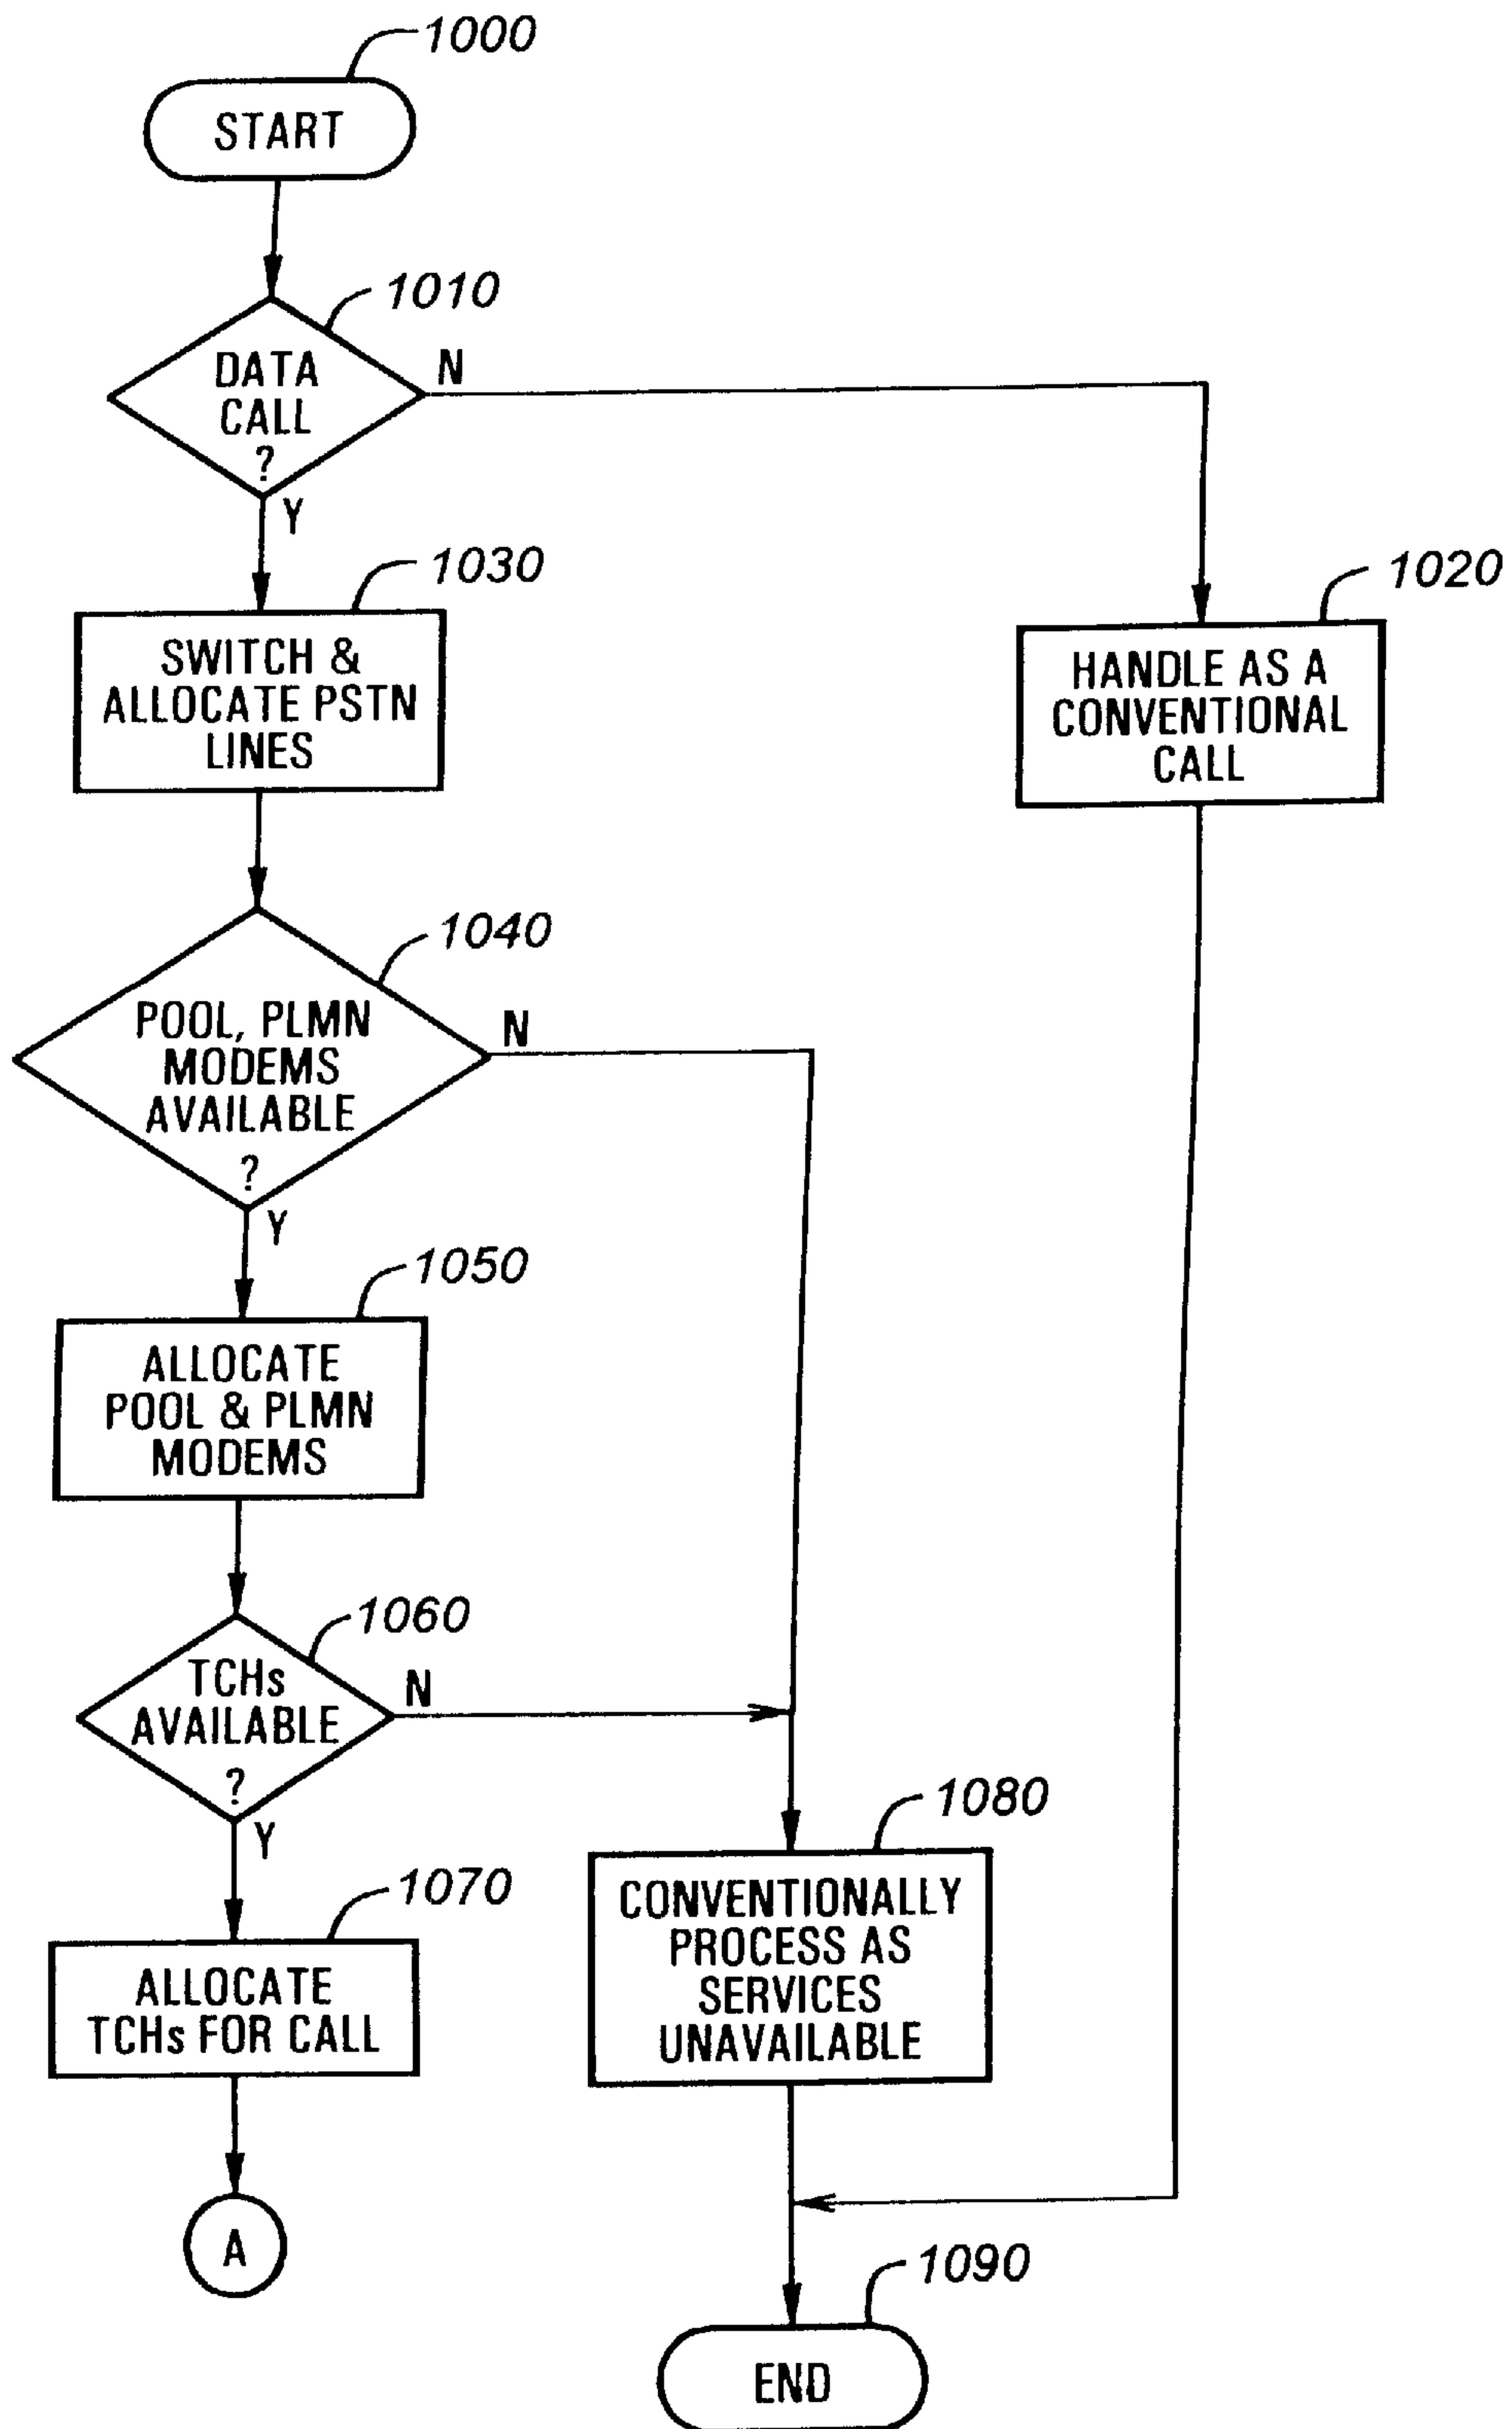 1000
START
1010
DATA
CALL
?
N
Y
1030
SWITCH &
ALLOCATE PSTN
LINES
1020
HANDLE AS A
CONVENTIONAL
CALL
1040
POOL, PLMN
MODEMS
AVAILABLE
?
N
Y
1050
ALLOCATE
POOL & PLMN
MODEMS
1060
TCHs
AVAILABLE
?
N
Y
1070
ALLOCATE
TCHs FOR CALL
1080
CONVENTIONALLY
PROCESS AS
SERVICES
UNAVAILABLE
A
1090
END